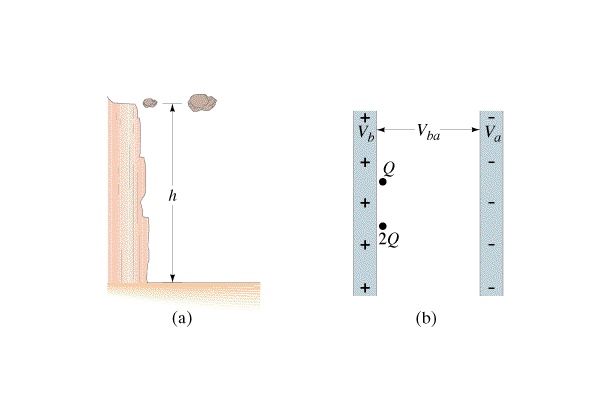 + -
V_b V_ba V_a
+ -
Q
h + -
2Q
+ -
+ -
(a) (b)